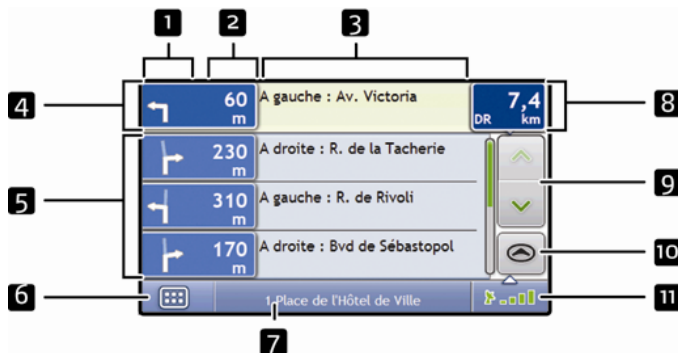 1 2 3
4 60 m A gauche : Av. Victoria 7,4 DR km 8
230 m A droite : R. de la Tacherie
5 310 m A gauche : R. de Rivoli 9
170 m A droite : Bvd de Sébastopol 10
6 1 Place de l'Hôtel de Ville 11
7